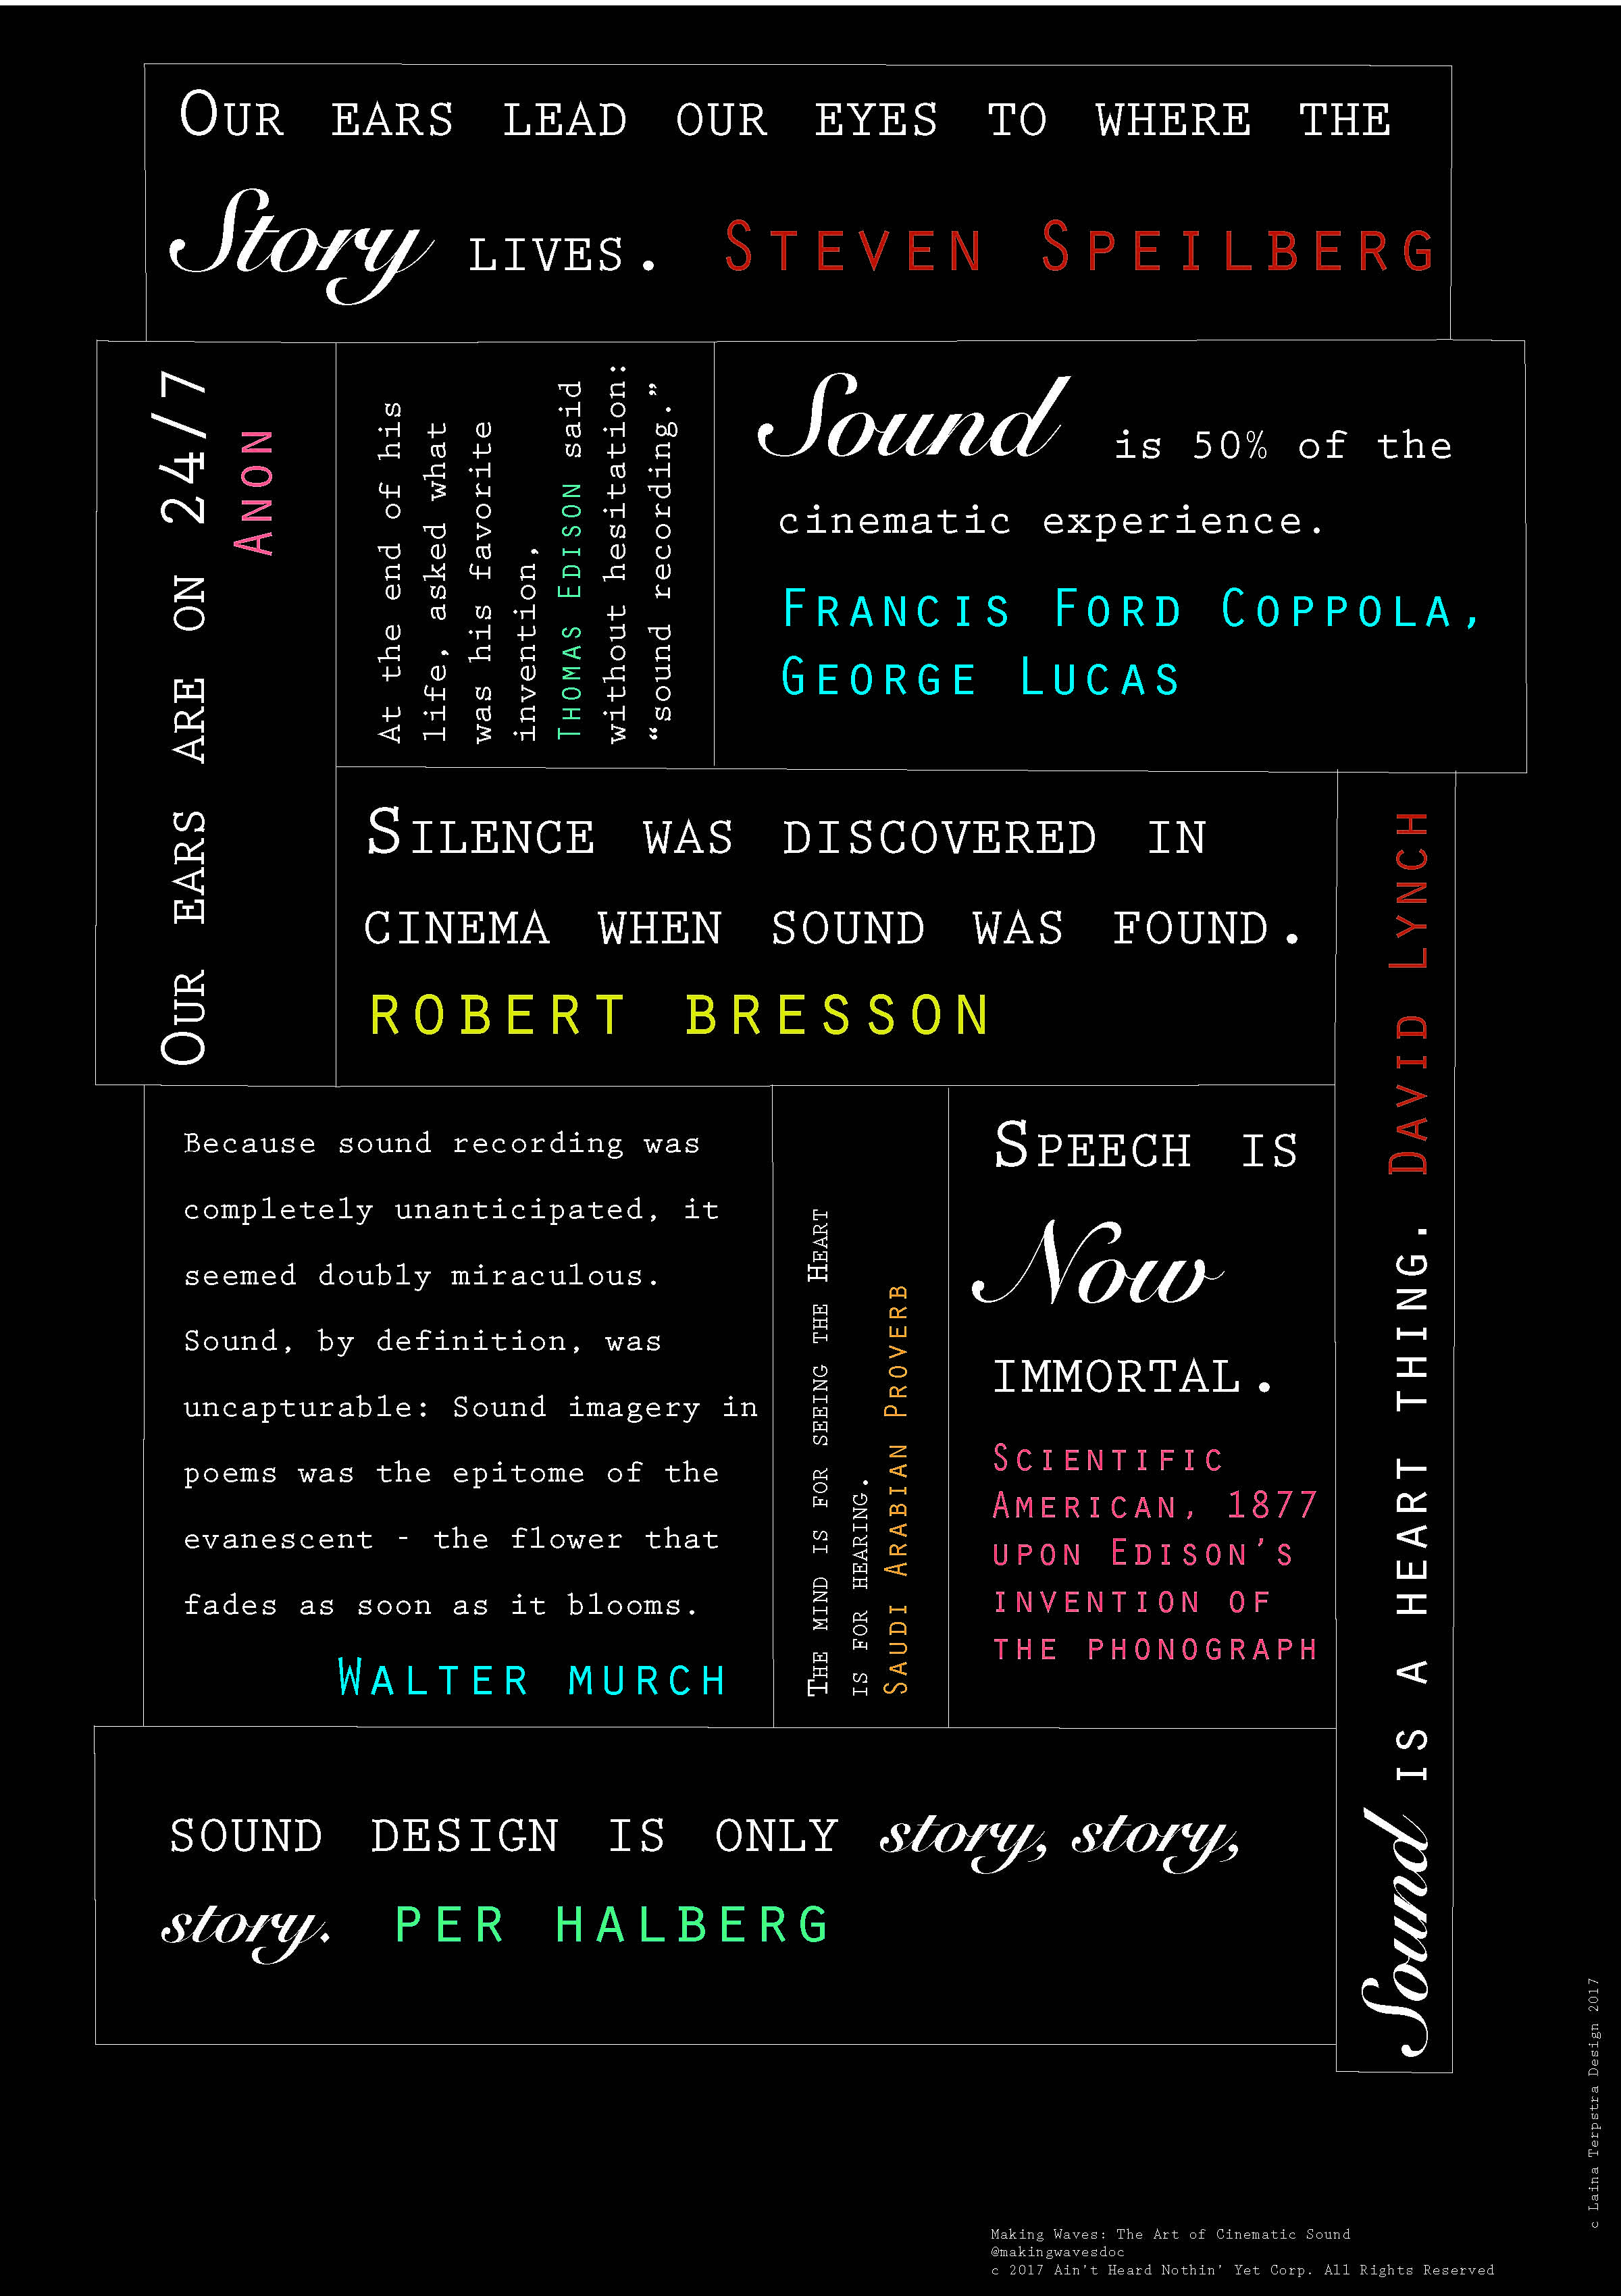 Our ears lead our eyes to where the
Story lives. Steven Speilberg
Our ears are on 24/7
Anon
At the end of his
life, asked what
was his favorite
invention,
Thomas Edison said
without hesitation:
“sound recording.”
Sound is 50% of the
cinematic experience.
Francis Ford Coppola,
George Lucas
Silence was discovered in
cinema when sound was found.
ROBERT BRESSON
Because sound recording was
completely unanticipated, it
seemed doubly miraculous.
Sound, by definition, was
uncapturable: Sound imagery in
poems was the epitome of the
evanescent - the flower that
fades as soon as it blooms.
Walter murch
The mind is for seeing the Heart
is for hearing.
Saudi Arabian Proverb
Speech is
Now
immortal.
Scientific
American, 1877
upon Edison’s
invention of
the phonograph
Sound is a heart thing. David Lynch
sound design is only story, story,
story. PER HALBERG
c Laina Terpstra Design 2017
Making Waves: The Art of Cinematic Sound
@makingwavesdoc
c 2017 Ain’t Heard Nothin’ Yet Corp. All Rights Reserved